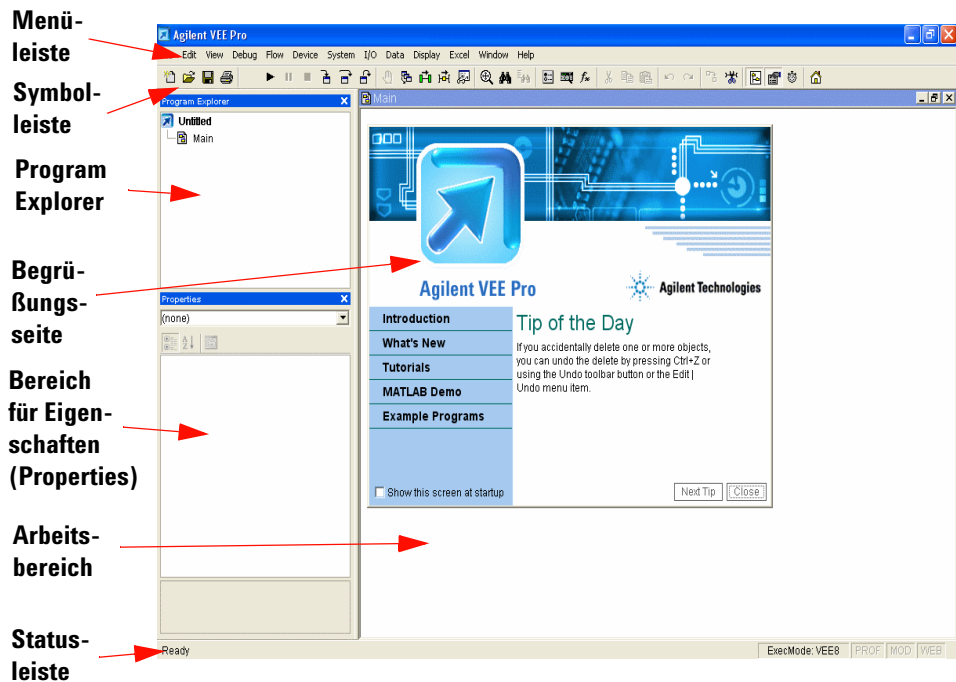 Menü-
leiste
Symbol-
leiste
Program
Explorer
Begrü-
ßungs-
seite
Bereich
für Eigen-
schaften
(Properties)
Arbeits-
bereich
Status-
leiste
Agilent VEE Pro
Edit View Debug Flow Device System I/O Data Display Excel Window Help
Program Explorer
Untitled
Main
Properties
(none)
Main
Agilent VEE Pro
Agilent Technologies
Introduction
What's New
Tutorials
MATLAB Demo
Example Programs
Show this screen at startup
Tip of the Day
If you accidentally delete one or more objects,
you can undo the delete by pressing Ctrl+Z or
using the Undo toolbar button or the Edit |
Undo menu item.
Next Tip Close
Ready
ExecMode: VEE8 PROF MOD WEB